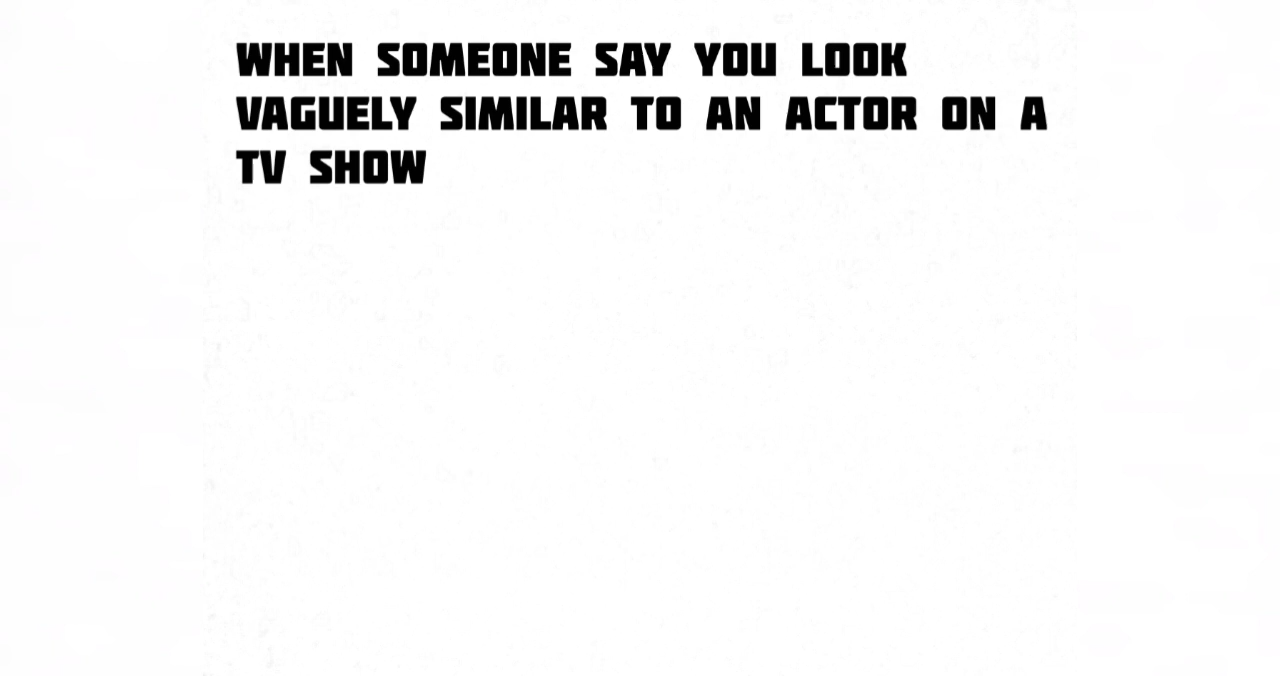 WHEN SOMEONE SAY YOU LOOK
VAGUELY SIMILAR TO AN ACTOR ON A
TV SHOW